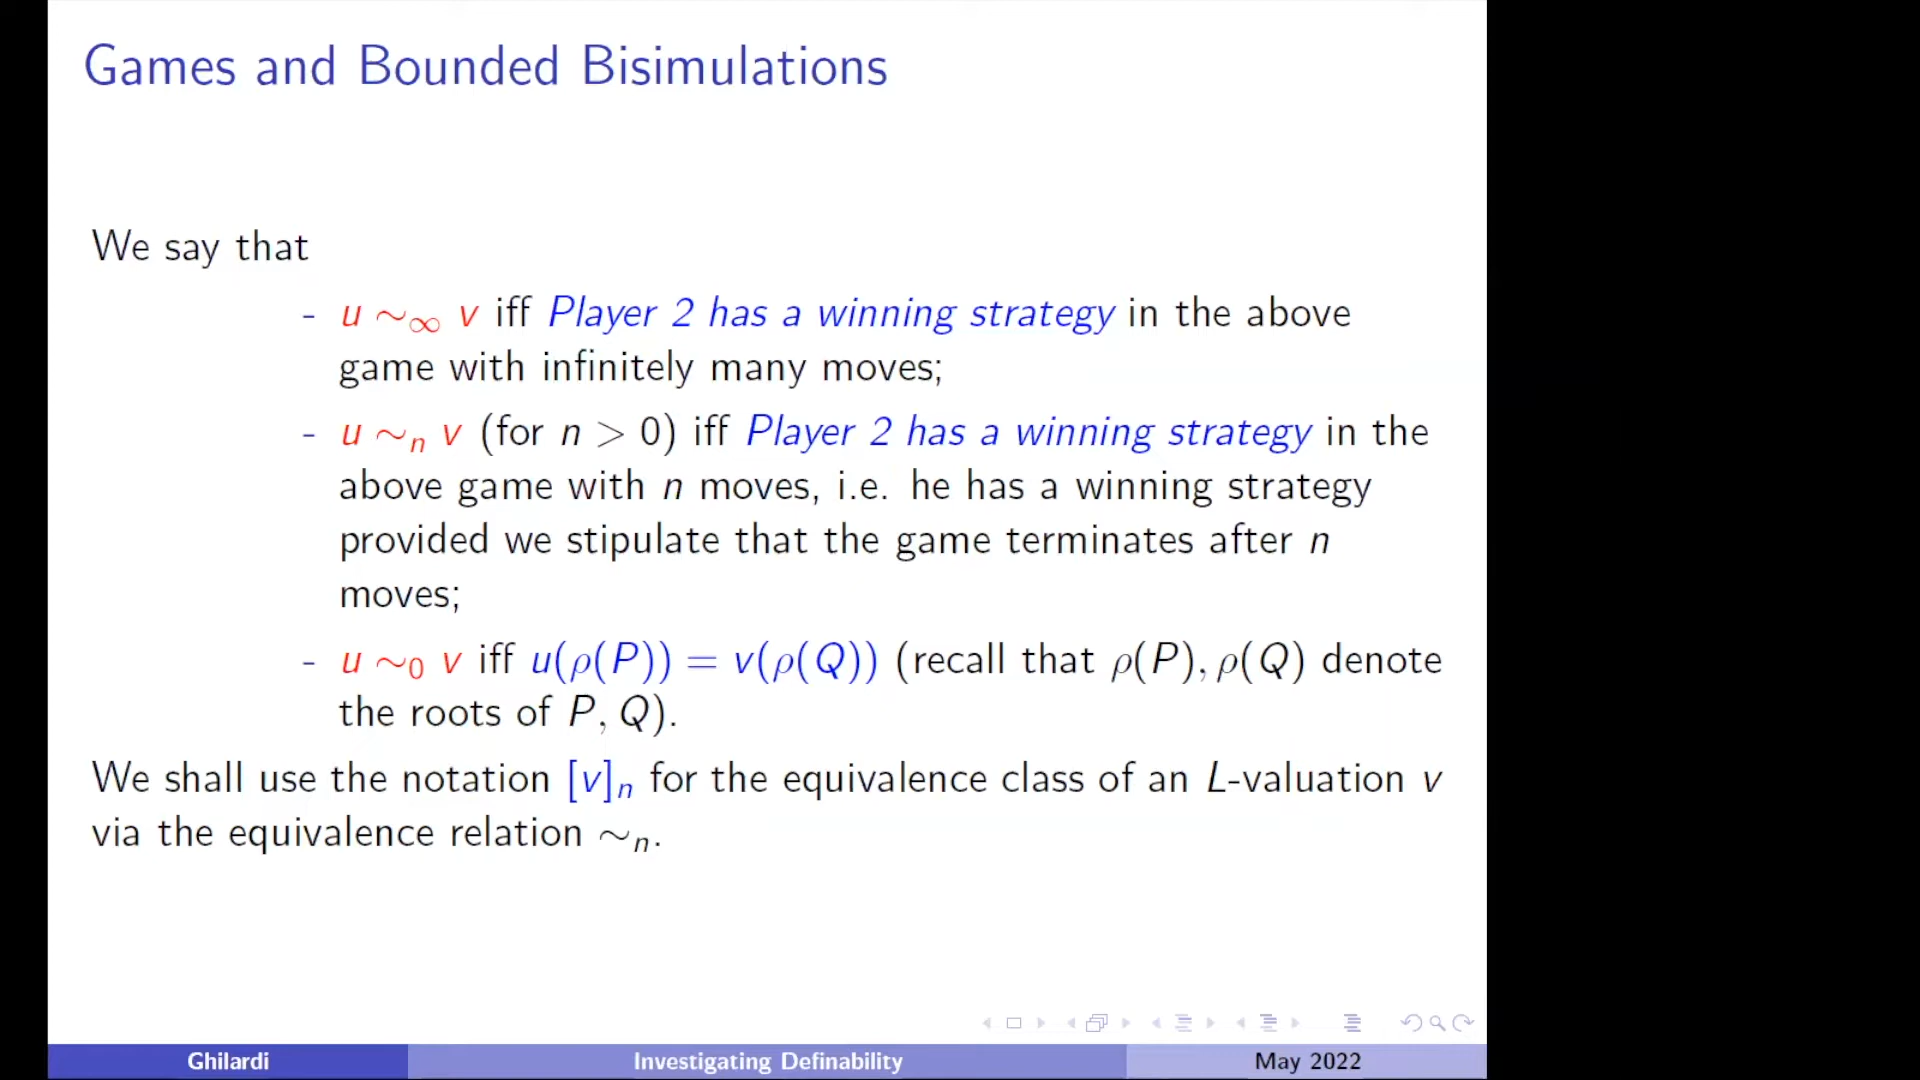 Games and Bounded Bisimulations
We say that
- u ∼∞ v iff Player 2 has a winning strategy in the above
game with infinitely many moves;
- u ∼n v (for n > 0) iff Player 2 has a winning strategy in the
above game with n moves, i.e. he has a winning strategy
provided we stipulate that the game terminates after n
moves;
- u ∼0 v iff u(ρ(P)) = v(ρ(Q)) (recall that ρ(P), ρ(Q) denote
the roots of P, Q).
We shall use the notation [v]n for the equivalence class of an L-valuation v
via the equivalence relation ∼n.
Ghilardi
Investigating Definability
May 2022